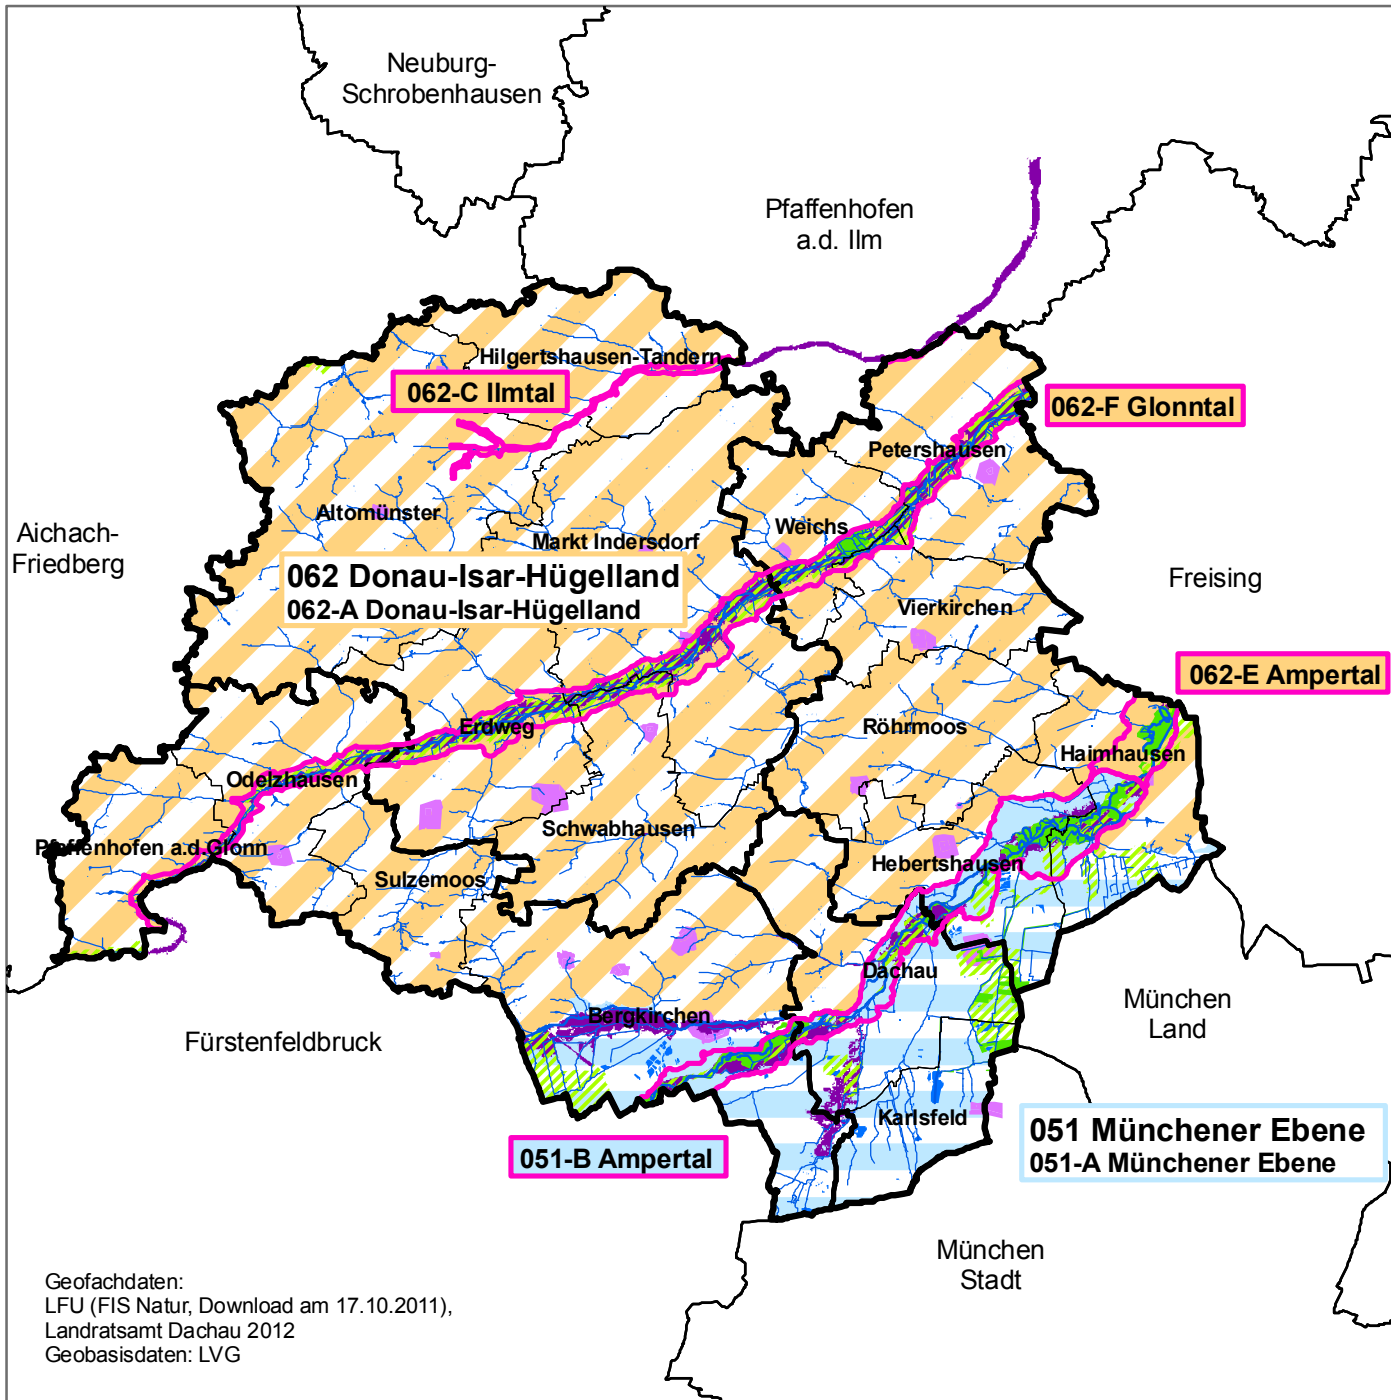 Neuburg-
Schrobenhausen
Pfaffenhofen
a.d. Ilm
Hilgertshausen-Tandern
062-C Ilmtal
062-F Glonntal
Petershausen
Altomünster
Weichs
Aichach-
Friedberg
Markt Indersdorf
062 Donau-Isar-Hügelland
062-A Donau-Isar-Hügelland
Freising
Vierkirchen
062-E Ampertal
Erdweg
Röhrmoos
Haimhausen
Odelzhausen
Schwabhausen
Pfaffenhofen a.d.Glonn
Hebertshausen
Sulzemoos
Dachau
München
Land
Bergkirchen
Fürstenfeldbruck
Karlsfeld
051 Münchener Ebene
051-A Münchener Ebene
051-B Ampertal
München
Stadt
Geofachdaten:
LFU (FIS Natur, Download am 17.10.2011),
Landratsamt Dachau 2012
Geobasisdaten: LVG